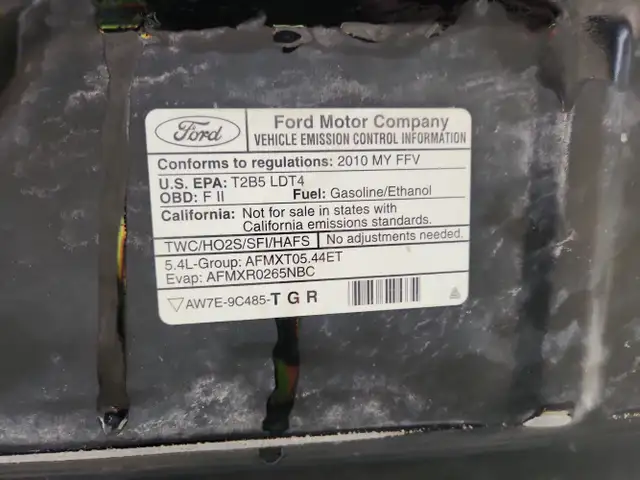 Ford
Ford Motor Company
VEHICLE EMISSION CONTROL INFORMATION
Conforms to regulations: 2010 MY FFV
U.S. EPA: T2B5 LDT4
OBD: F II Fuel: Gasoline/Ethanol
California: Not for sale in states with
California emissions standards.
TWC/HO2S/SFI/HAFS No adjustments needed.
5.4L-Group: AFMXT05.44ET
Evap: AFMXR0265NBC
AW7E-9C485-T G R